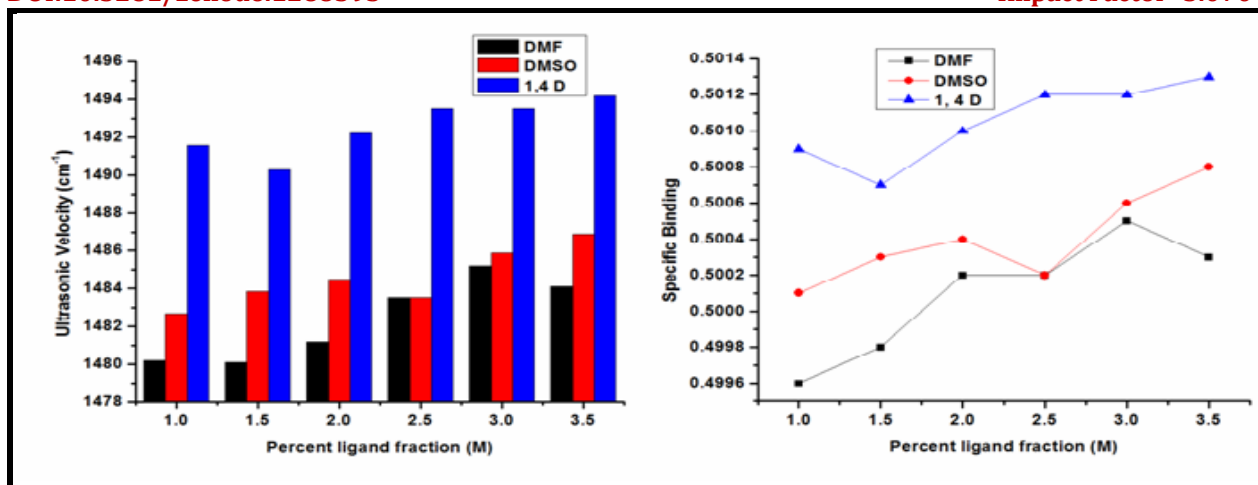 1496
1494
1492
1490
1488
1486
1484
1482
1480
1478
Ultrasonic Velocity (cm⁻¹)
DMF
DMSO
1,4 D
1.0 1.5 2.0 2.5 3.0 3.5
Percent ligand fraction (M)
0.5014
0.5012
0.5010
0.5008
0.5006
0.5004
0.5002
0.5000
0.4998
0.4996
Specific Binding
DMF
DMSO
1, 4 D
1.0 1.5 2.0 2.5 3.0 3.5
Percent ligand fraction (M)